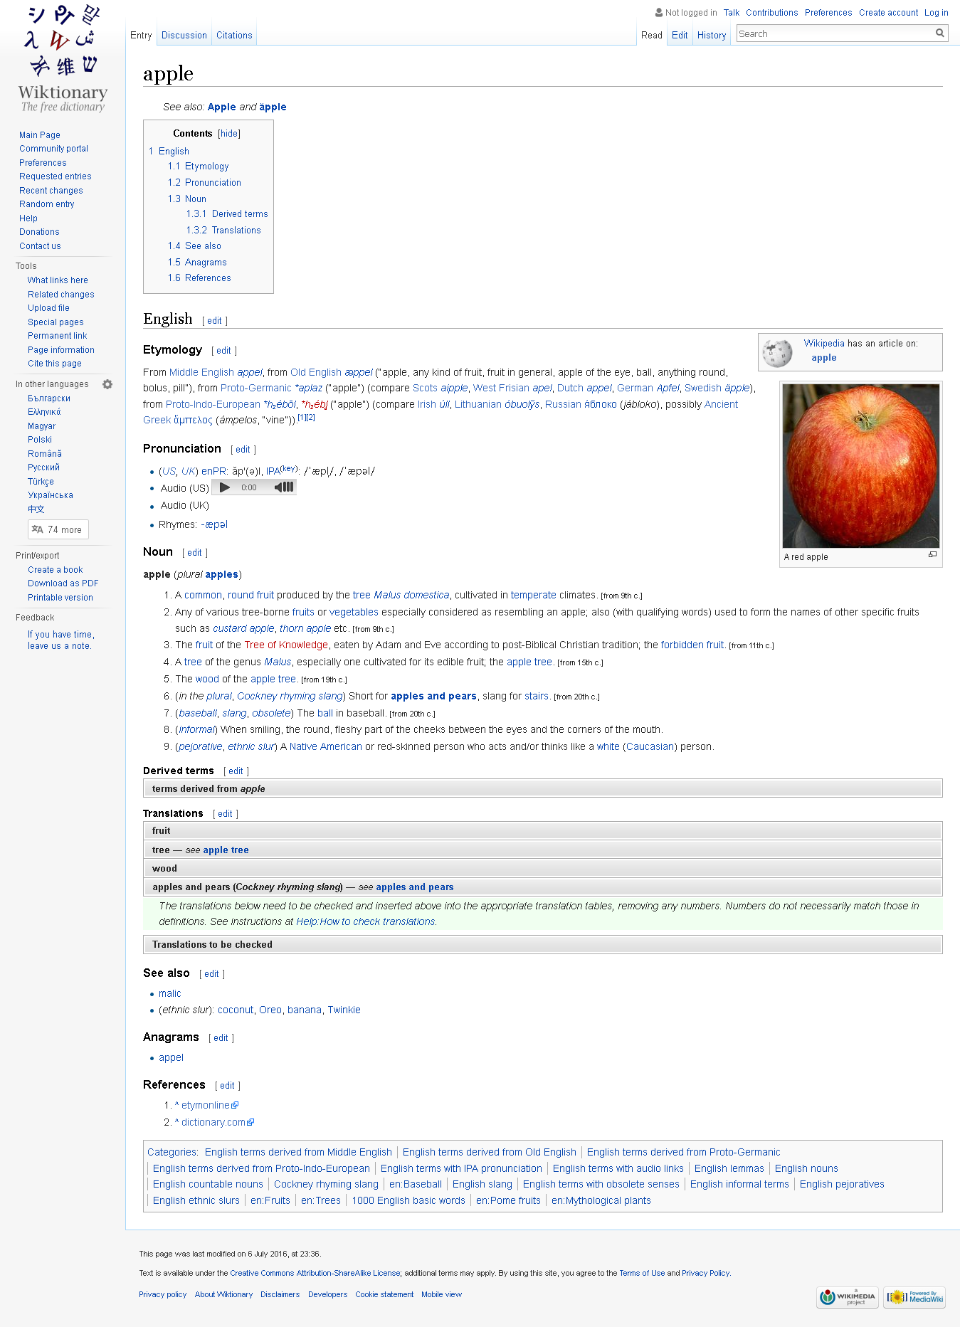 Not logged in Talk Contributions Preferences Create account Log in
Entry Discussion Citations Read Edit History Search
Wiktionary
The free dictionary
Main Page
Community portal
Preferences
Requested entries
Recent changes
Random entry
Help
Donations
Contact us
Tools
What links here
Related changes
Upload file
Special pages
Permanent link
Page information
Cite this page
In other languages
Български
Ελληνικά
Magyar
Polski
Română
Русский
Türkçe
Українська
中文
74 more
Print/export
Create a book
Download as PDF
Printable version
Feedback
If you have time,
leave us a note.
apple
See also: Apple and äpple
Contents [hide]
1 English
1.1 Etymology
1.2 Pronunciation
1.3 Noun
1.3.1 Derived terms
1.3.2 Translations
1.4 See also
1.5 Anagrams
1.6 References
English [ edit ]
Wikipedia has an article on:
apple
A red apple
Etymology [ edit ]
From Middle English appel, from Old English æppel ("apple, any kind of fruit, fruit in general, apple of the eye, ball, anything round,
bolus, pill"), from Proto-Germanic *aplaz ("apple") (compare Scots aipple, West Frisian apel, Dutch appel, German Apfel, Swedish äpple),
from Proto-Indo-European *h₂ébōl, *h₂ébl̥ ("apple") (compare Irish úll, Lithuanian óbuolỹs, Russian я́блоко (jábloko), possibly Ancient
Greek ἄμπελος (ámpelos, "vine")) [1][2]
Pronunciation [ edit ]
(US, UK) enPR: ăp'(ə)l, IPA(key): /ˈæpl̩/, /ˈæpəl/
Audio (US) 0:00
Audio (UK)
Rhymes: -æpəl
Noun [ edit ]
apple (plural apples)
1. A common, round fruit produced by the tree Malus domestica, cultivated in temperate climates. [from 9th c.]
2. Any of various tree-borne fruits or vegetables especially considered as resembling an apple; also (with qualifying words) used to form the names of other specific fruits
such as custard apple, thorn apple etc. [from 9th c.]
3. The fruit of the Tree of Knowledge, eaten by Adam and Eve according to post-Biblical Christian tradition; the forbidden fruit. [from 11th c.]
4. A tree of the genus Malus, especially one cultivated for its edible fruit; the apple tree. [from 15th c.]
5. The wood of the apple tree. [from 19th c.]
6. (in the plural, Cockney rhyming slang) Short for apples and pears, slang for stairs. [from 20th c.]
7. (baseball, slang, obsolete) The ball in baseball. [from 20th c.]
8. (informal) When smiling, the round, fleshy part of the cheeks between the eyes and the corners of the mouth.
9. (pejorative, ethnic slur) A Native American or red-skinned person who acts and/or thinks like a white (Caucasian) person.
Derived terms [ edit ]
terms derived from apple
Translations [ edit ]
fruit
tree — see apple tree
wood
apples and pears (Cockney rhyming slang) — see apples and pears
The translations below need to be checked and inserted above into the appropriate translation tables, removing any numbers. Numbers do not necessarily match those in
definitions. See instructions at Help:How to check translations.
Translations to be checked
See also [ edit ]
malic
(ethnic slur): coconut, Oreo, banana, Twinkie
Anagrams [ edit ]
appel
References [ edit ]
1. ^ etymonline
2. ^ dictionary.com
Categories: English terms derived from Middle English | English terms derived from Old English | English terms derived from Proto-Germanic
| English terms derived from Proto-Indo-European | English terms with IPA pronunciation | English terms with audio links | English lemmas | English nouns
| English countable nouns | Cockney rhyming slang | en:Baseball | English slang | English terms with obsolete senses | English informal terms | English pejoratives
| English ethnic slurs | en:Fruits | en:Trees | 1000 English basic words | en:Pome fruits | en:Mythological plants
This page was last modified on 6 July 2016, at 23:36.
Text is available under the Creative Commons Attribution-ShareAlike License; additional terms may apply. By using this site, you agree to the Terms of Use and Privacy Policy.
Privacy policy About Wiktionary Disclaimers Developers Cookie statement Mobile view
A WIKIMEDIA project
Powered By MediaWiki